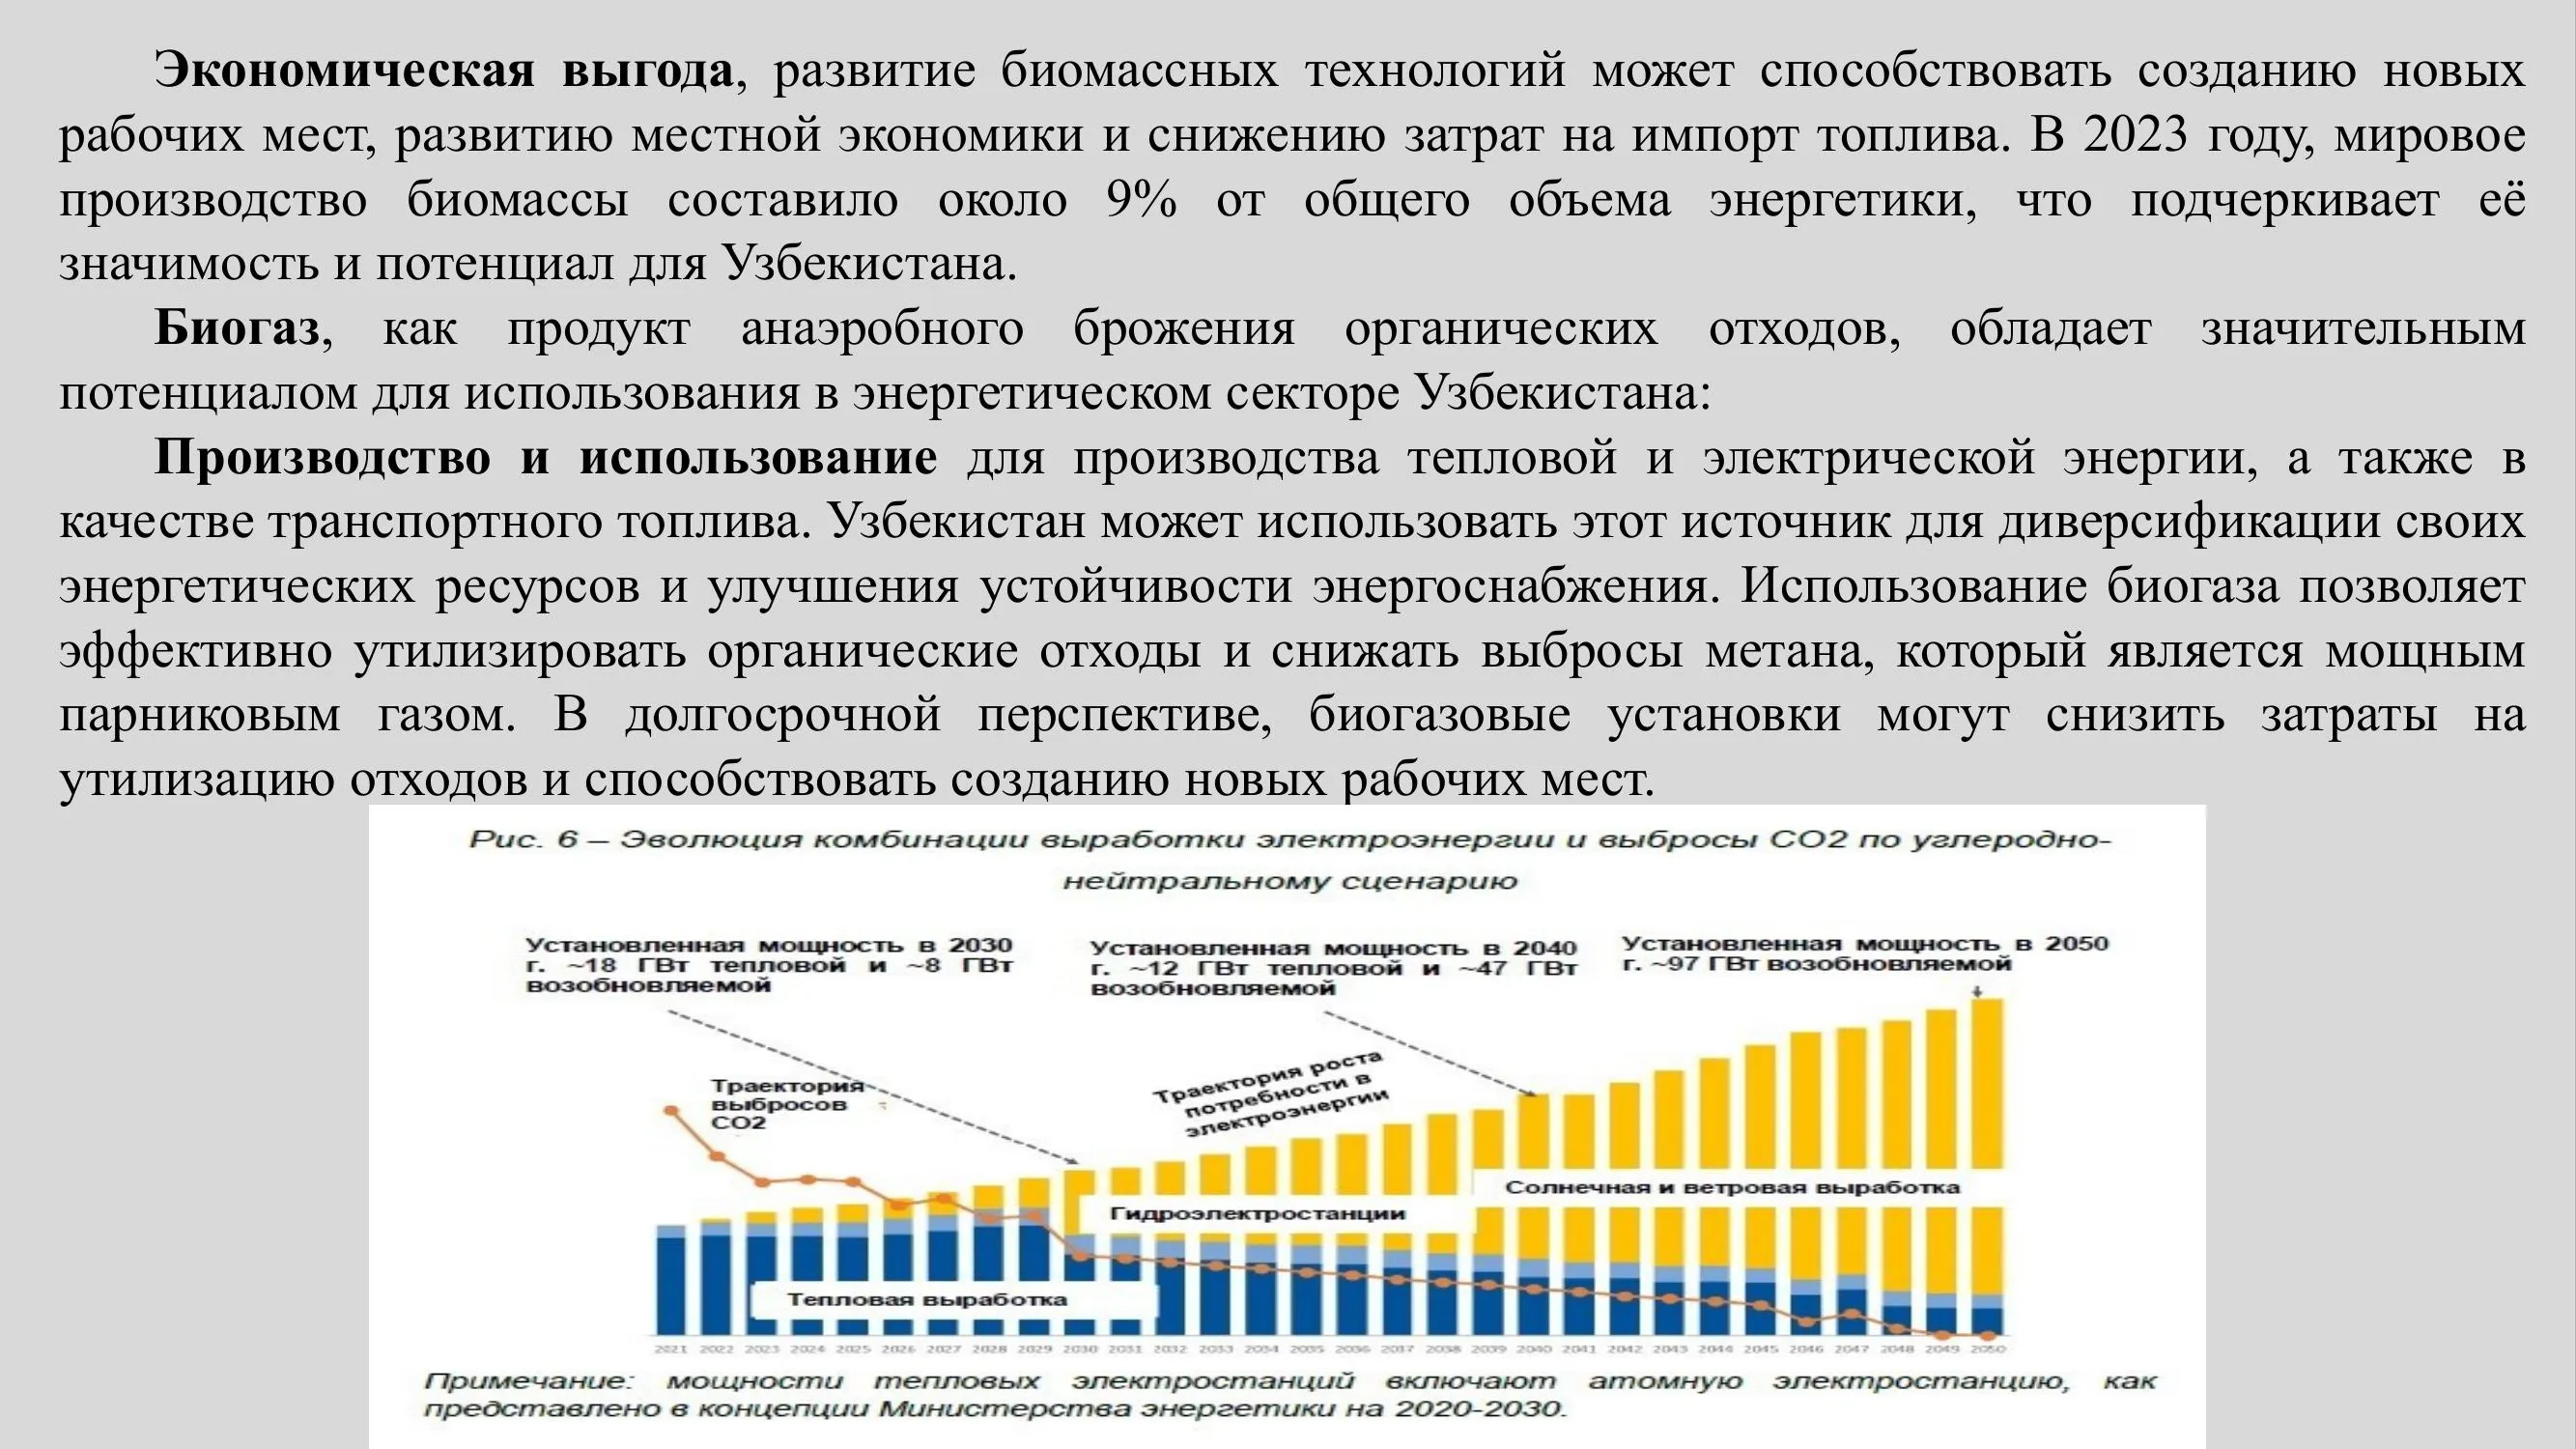 Экономическая выгода, развитие биомассных технологий может способствовать созданию новых
рабочих мест, развитию местной экономики и снижению затрат на импорт топлива. В 2023 году, мировое
производство биомассы составило около 9% от общего объема энергетики, что подчеркивает её
значимость и потенциал для Узбекистана.
Биогаз, как продукт анаэробного брожения органических отходов, обладает значительным
потенциалом для использования в энергетическом секторе Узбекистана:
Производство и использование для производства тепловой и электрической энергии, а также в
качестве транспортного топлива. Узбекистан может использовать этот источник для диверсификации своих
энергетических ресурсов и улучшения устойчивости энергоснабжения. Использование биогаза позволяет
эффективно утилизировать органические отходы и снижать выбросы метана, который является мощным
парниковым газом. В долгосрочной перспективе, биогазовые установки могут снизить затраты на
утилизацию отходов и способствовать созданию новых рабочих мест.
Рис. 6 – Эволюция комбинации выработки электроэнергии и выбросы CO2 по углеродно-
нейтральному сценарию
Установленная мощность в 2030
г. ~18 ГВт тепловой и ~8 ГВт
возобновляемой
Установленная мощность в 2040
г. ~12 ГВт тепловой и ~47 ГВт
возобновляемой
Установленная мощность в 2050
г. ~97 ГВт возобновляемой
Траектория
выбросов
CO2
Траектория роста
потребности в
электроэнергии
Солнечная и ветровая выработка
Гидроэлектростанции
Тепловая выработка
2021 2022 2023 2024 2025 2026 2027 2028 2029 2030 2031 2032 2033 2034 2035 2036 2037 2038 2039 2040 2041 2042 2043 2044 2045 2046 2047 2048 2049 2050
Примечание: мощности тепловых электростанций включают атомную электростанцию, как
представлено в концепции Министерства энергетики на 2020-2030.